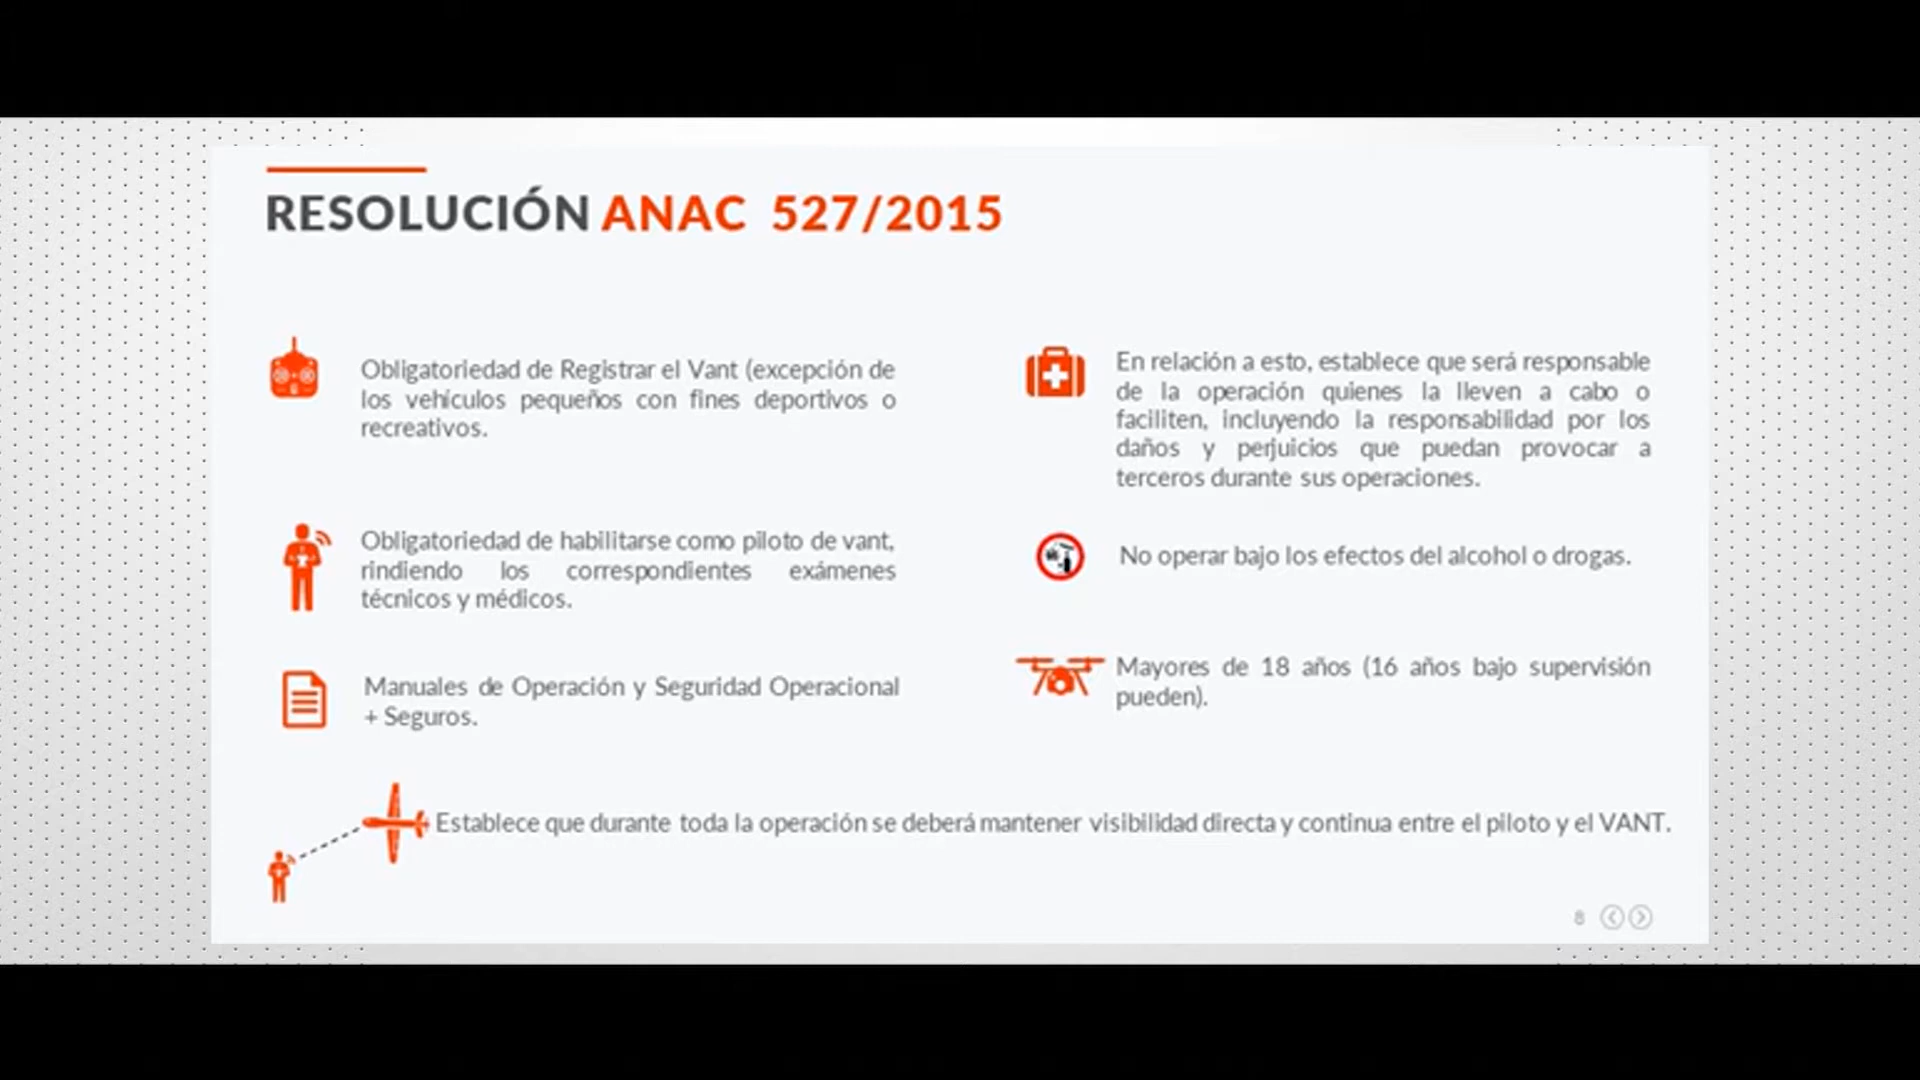 RESOLUCIÓN ANAC 527/2015
Obligatoriedad de Registrar el Vant (excepción de
los vehículos pequeños con fines deportivos o
recreativos.
Obligatoriedad de habilitarse como piloto de vant,
rindiendo los correspondientes exámenes
técnicos y médicos.
Manuales de Operación y Seguridad Operacional
+ Seguros.
En relación a esto, establece que será responsable
de la operación quienes la lleven a cabo o
faciliten, incluyendo la responsabilidad por los
daños y perjuicios que puedan provocar a
terceros durante sus operaciones.
No operar bajo los efectos del alcohol o drogas.
Mayores de 18 años (16 años bajo supervisión
pueden).
Establece que durante toda la operación se deberá mantener visibilidad directa y continua entre el piloto y el VANT.
8